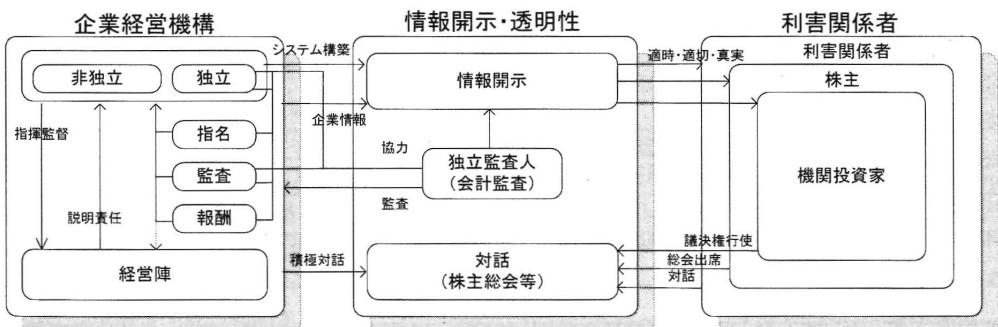 企業経営機構
情報開示・透明性
利害関係者
システム構築
適時・適切・真実
利害関係者
非独立
独立
情報開示
株主
指揮監督
指名
企業情報
協力
監査
独立監査人
(会計監査)
機関投資家
監査
説明責任
報酬
経営陣
積極対話
対話
(株主総会等)
議決権行使
総会出席
対話